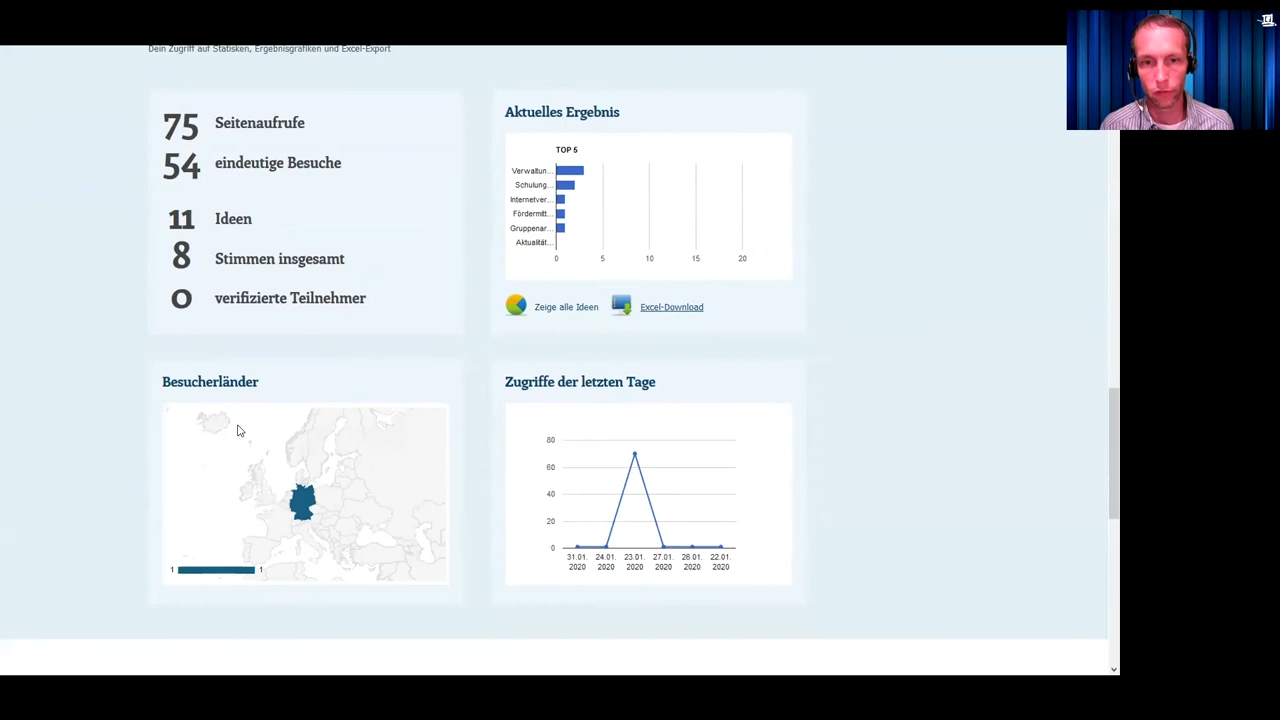 Dein Zugriff auf Statisken, Ergebnisgrafiken und Excel-Export
75 Seitenaufrufe
54 eindeutige Besuche
11 Ideen
8 Stimmen insgesamt
0 verifizierte Teilnehmer
Aktuelles Ergebnis
TOP 5
Verwaltun...
Schulung...
Internetver...
Fördermitt...
Gruppenar...
Aktualität...
0 5 10 15 20
Zeige alle Ideen Excel-Download
Besucherländer
1 1
Zugriffe der letzten Tage
80
60
40
20
0
31.01. 24.01. 23.01. 27.01. 26.01. 22.01.
2020 2020 2020 2020 2020 2020